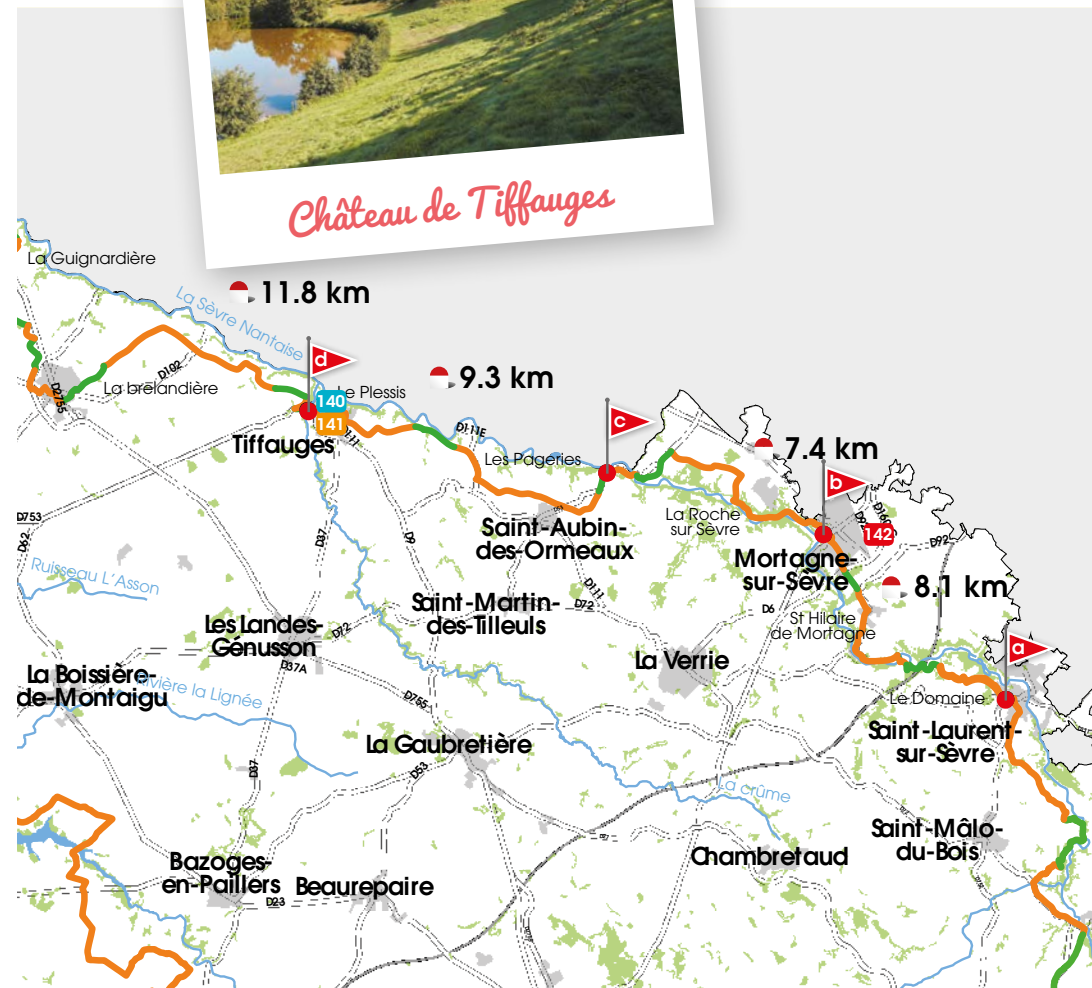 Château de Tiffauges
La Guignardière
11.8 km
La Sèvre Nantaise
d
9.3 km
D102
D2755
La brelandière
140
Le Plessis
141
Tiffauges
D111E
c
Les Pageries
7.4 km
b
142
D92
La Roche
sur Sèvre
Mortagne-
sur-Sèvre
D753
D62
D37
D9
Saint-Aubin-
des-Ormeaux
8.1 km
Ruisseau L'Asson
D111
D72
D6
St Hilaire
de Mortagne
Saint-Martin-
des-Tilleuls
Les Landes-
Génusson
D72
D37A
a
La Verrie
La Boissière-
de-Montaigu
Rivière la Lignée
D755
Le Domaine
Saint-Laurent-
sur-Sèvre
La Gaubretière
D37
D53
La crûme
Saint-Mâlo-
du-Bois
Chambretaud
Bazoges-
en-Paillers
Beaurepaire
D23